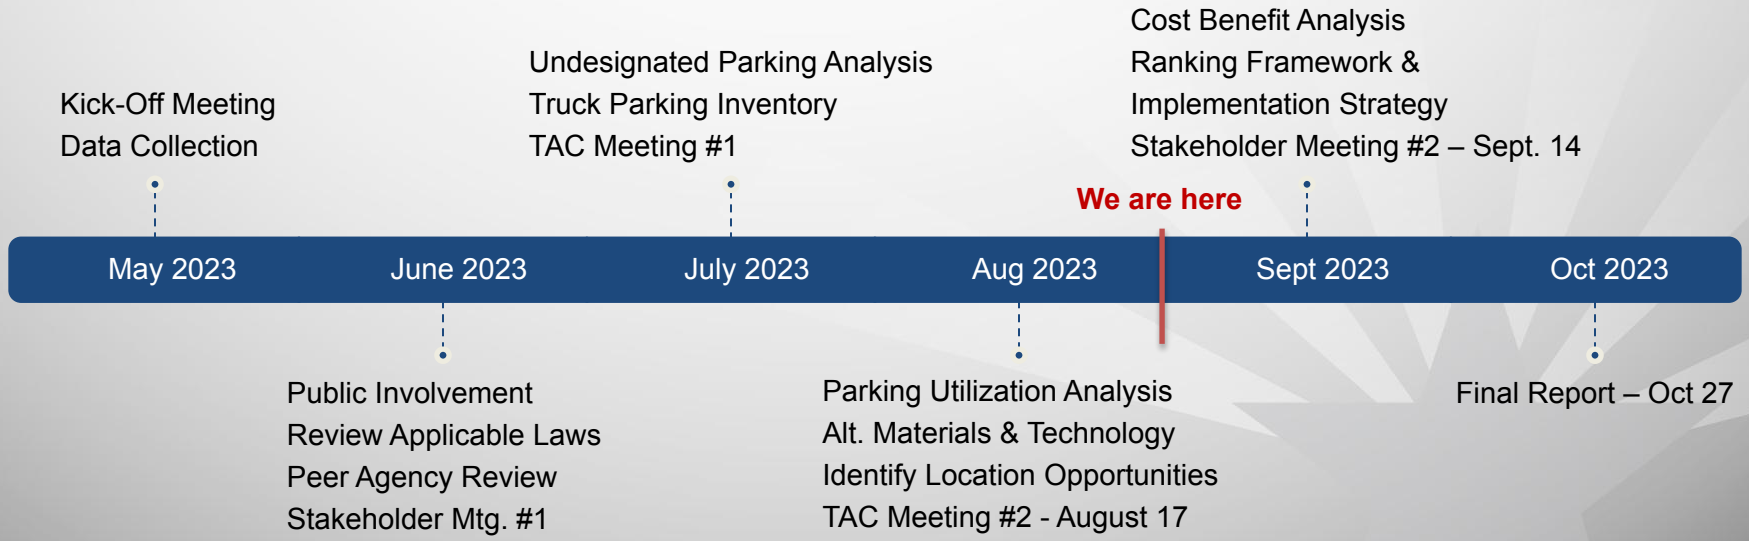 Kick-Off Meeting
Data Collection
Undesignated Parking Analysis
Truck Parking Inventory
TAC Meeting #1
Cost Benefit Analysis
Ranking Framework &
Implementation Strategy
Stakeholder Meeting #2 – Sept. 14
We are here
May 2023
June 2023
July 2023
Aug 2023
Sept 2023
Oct 2023
Public Involvement
Review Applicable Laws
Peer Agency Review
Stakeholder Mtg. #1
Parking Utilization Analysis
Alt. Materials & Technology
Identify Location Opportunities
TAC Meeting #2 - August 17
Final Report – Oct 27